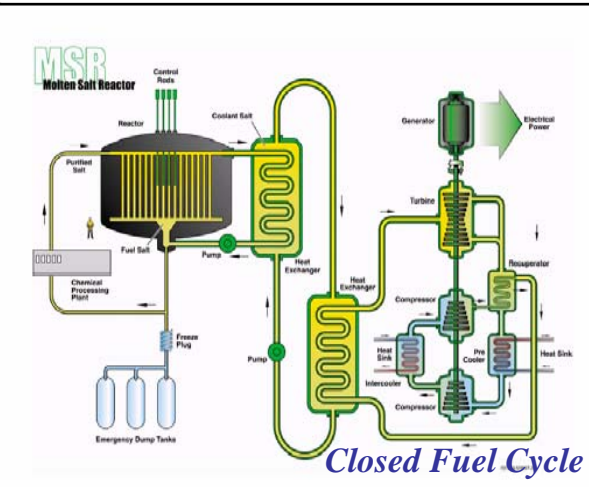 MSR
Molten Salt Reactor
Control
Rods
Reactor
Coolant Salt
Purified
Salt
Fuel Salt
Pump
Heat
Exchanger
Chemical
Processing
Plant
Freeze
Plug
Emergency Dump Tanks
Pump
Heat
Exchanger
Generator
Electrical
Power
Turbine
Recuperator
Compressor
Heat
Sink
Pre
Cooler
Heat Sink
Intercooler
Compressor
Closed Fuel Cycle